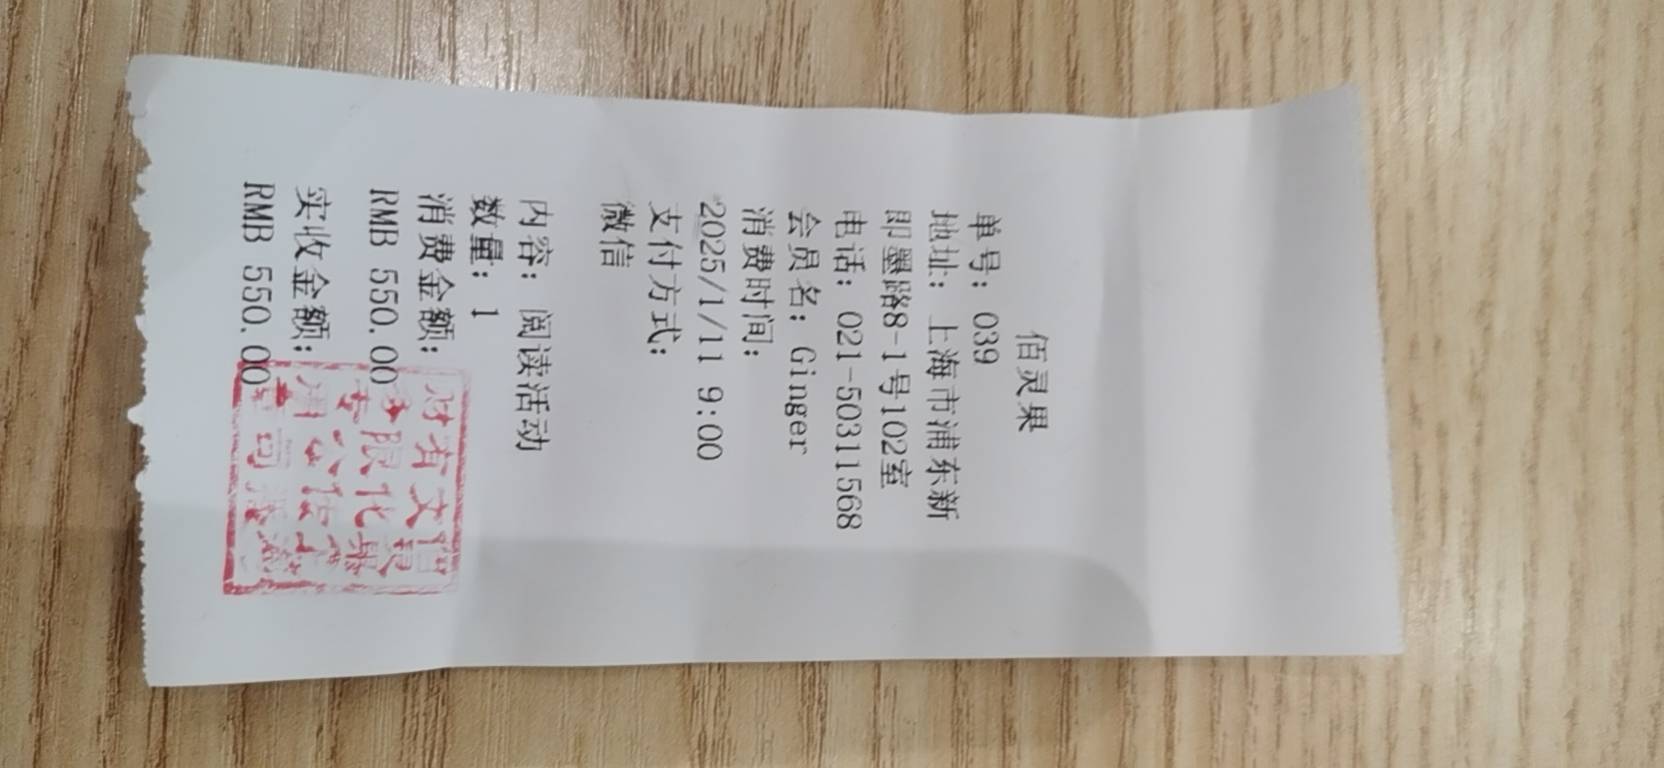 佰灵果
单号：039
地址：上海市浦东新
即墨路8-1号102室
电话：021-50311568
会员名：Ginger
消费时间：
2025/1/11 9:00
支付方式：
微信
内容：阅读活动
数量：1
消费金额：
RMB 550.00
实收金额：
RMB 550.00